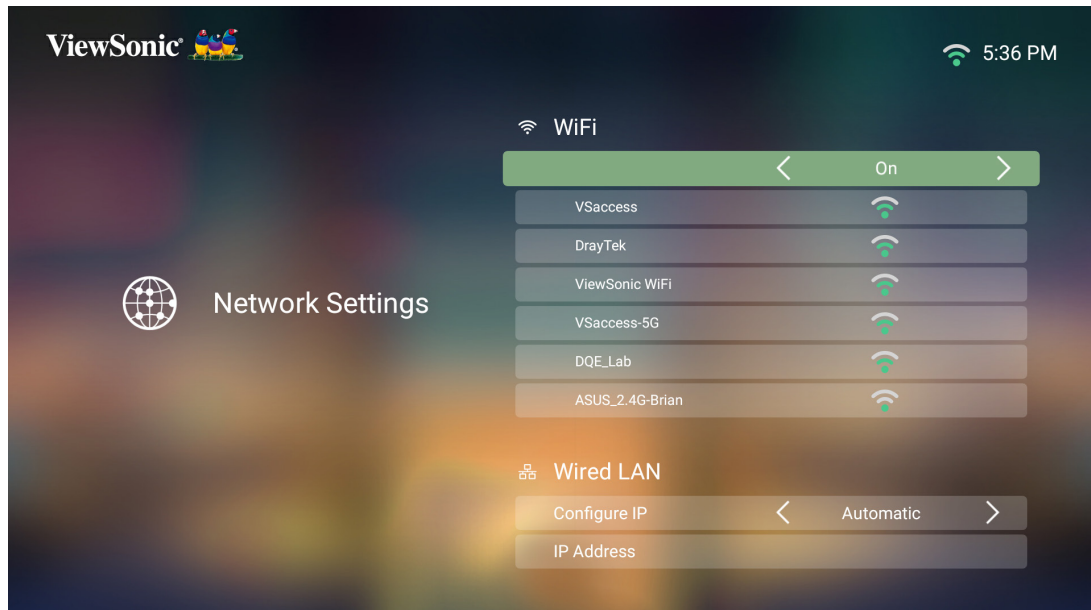 ViewSonic®
5:36 PM
WiFi
On
VSaccess
DrayTek
ViewSonic WiFi
VSaccess-5G
DQE_Lab
ASUS_2.4G-Brian
Network Settings
Wired LAN
Configure IP Automatic
IP Address